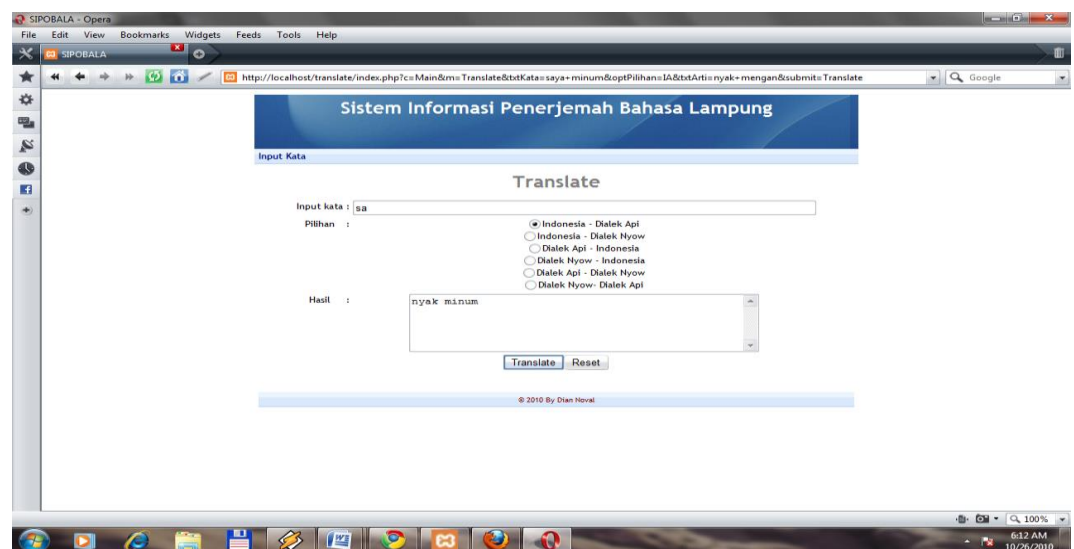 SIPOBALA - Opera
File Edit View Bookmarks Widgets Feeds Tools Help
SIPOBALA
http://localhost/translate/index.php?c=Main&m=Translate&txtKata=saya+minum&optPilihan=IA&txtArti=nyak+mengan&submit=Translate
Google
Sistem Informasi Penerjemah Bahasa Lampung
Input Kata
Translate
Input kata : sa
Pilihan : Indonesia - Dialek Api
Indonesia - Dialek Nyow
Dialek Api - Indonesia
Dialek Nyow - Indonesia
Dialek Api - Dialek Nyow
Dialek Nyow- Dialek Api
Hasil : nyak minum
Translate Reset
© 2010 By Dian Noval
100%
6:12 AM
10/26/2010